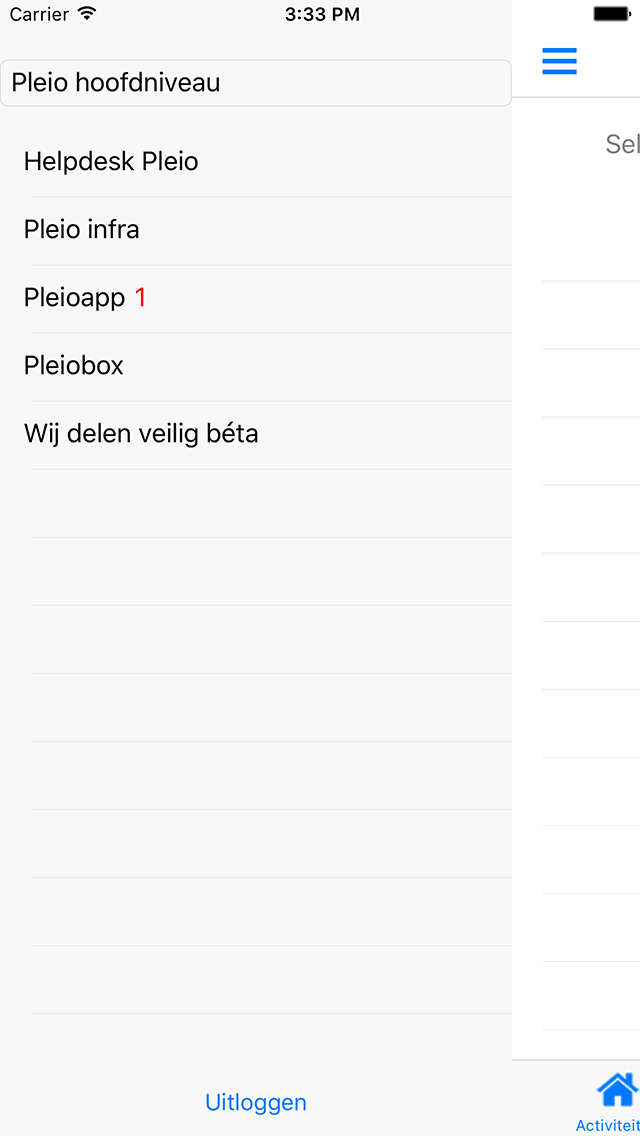 Carrier 3:33 PM
Pleio hoofdniveau
Helpdesk Pleio
Pleio infra
Pleioapp 1
Pleiobox
Wij delen veilig béta
Uitloggen
Sel
Activiteit